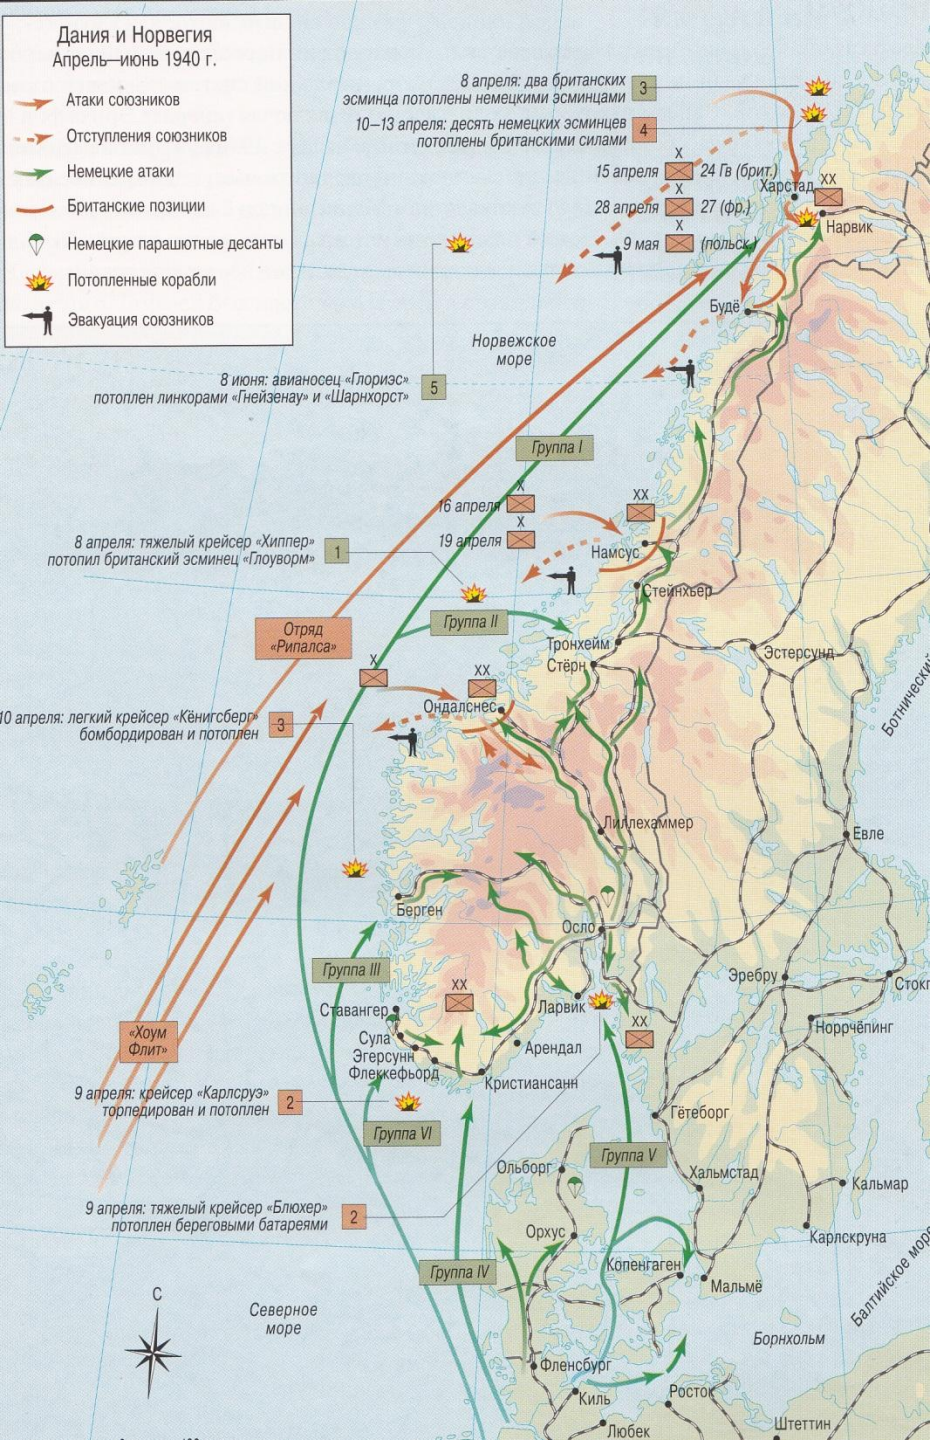 Дания и Норвегия
Апрель—июнь 1940 г.
Атаки союзников
Отступления союзников
Немецкие атаки
Британские позиции
Немецкие парашютные десанты
Потопленные корабли
Эвакуация союзников
8 апреля: два британских
эсминца потоплены немецкими эсминцами
3
10–13 апреля: десять немецких эсминцев
потоплены британскими силами
4
X
15 апреля
24 Гв (брит.)
X
28 апреля
27 (фр.)
X
9 мая
(польск.)
Харстад
XX
Нарвик
Будё
Норвежское
море
8 июня: авианосец «Глориэс»
потоплен линкорами «Гнейзенау» и «Шарнхорст»
5
Группа I
X
16 апреля
X
19 апреля
XX
Намсус
8 апреля: тяжелый крейсер «Хиппер»
потопил британский эсминец «Глоуворм»
1
Стейнхьер
Группа II
Отряд
«Рипалса»
Тронхейм
Стёрн
Эстерсунд
X
XX
Ондалснес
Ботнический
10 апреля: легкий крейсер «Кёнигсберг»
бомбордирован и потоплен
3
Лиллехаммер
Евле
Берген
Осло
Группа III
Эребру
Ставангер
XX
Ларвик
Норрчёпинг
«Хоум
Флит»
Сула
Эгерсунн
Флеккефьорд
Арендал
XX
Кристиансанн
9 апреля: крейсер «Карлсруэ»
торпедирован и потоплен
2
Гётеборг
Группа VI
Группа V
Ольборг
Хальмстад
Кальмар
9 апреля: тяжелый крейсер «Блюхер»
потоплен береговыми батареями
2
Орхус
Карлскруна
Группа IV
Копенгаген
Мальмё
Балтийское море
С
Северное
море
Борнхольм
Фленсбург
Киль
Росток
Любек
Штеттин